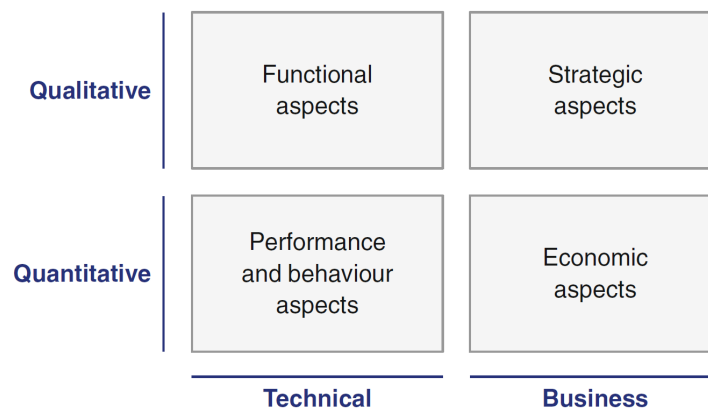 Qualitative
Functional
aspects
Strategic
aspects
Quantitative
Performance
and behaviour
aspects
Economic
aspects
Technical
Business